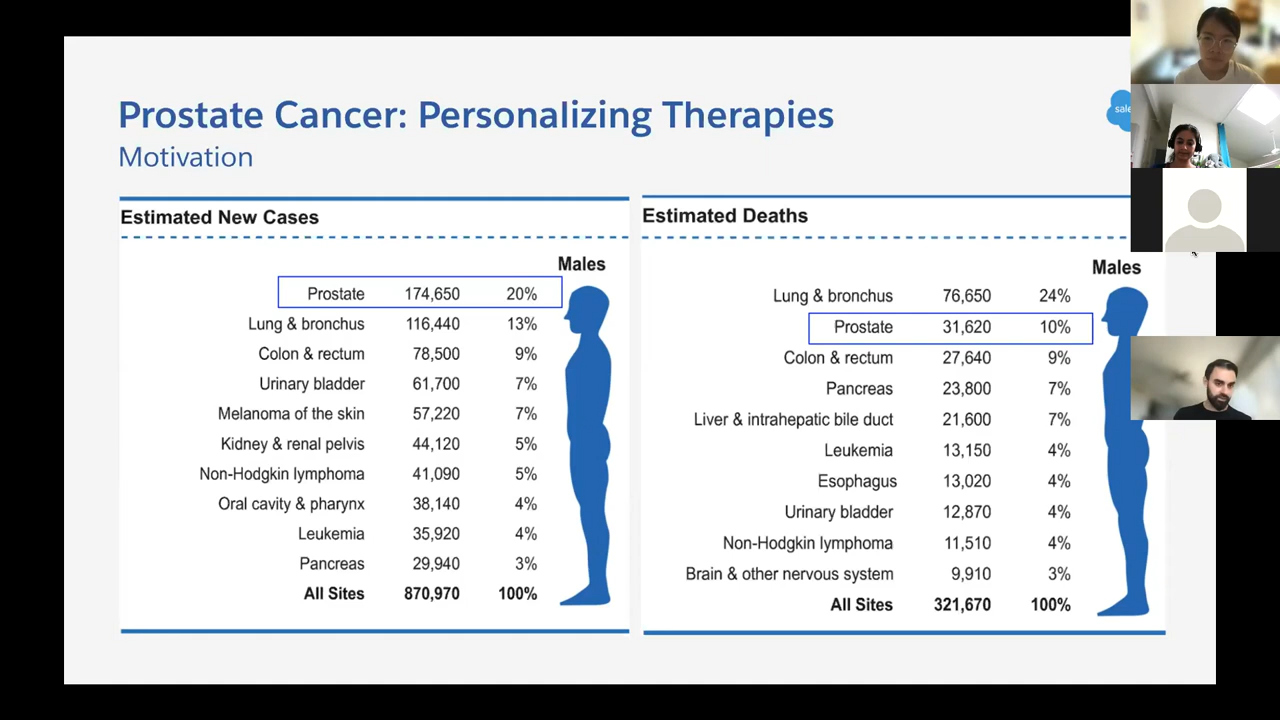 Prostate Cancer: Personalizing Therapies
Motivation
sale
Estimated New Cases
Males
Prostate 174,650 20%
Lung & bronchus 116,440 13%
Colon & rectum 78,500 9%
Urinary bladder 61,700 7%
Melanoma of the skin 57,220 7%
Kidney & renal pelvis 44,120 5%
Non-Hodgkin lymphoma 41,090 5%
Oral cavity & pharynx 38,140 4%
Leukemia 35,920 4%
Pancreas 29,940 3%
All Sites 870,970 100%
Estimated Deaths
Males
Lung & bronchus 76,650 24%
Prostate 31,620 10%
Colon & rectum 27,640 9%
Pancreas 23,800 7%
Liver & intrahepatic bile duct 21,600 7%
Leukemia 13,150 4%
Esophagus 13,020 4%
Urinary bladder 12,870 4%
Non-Hodgkin lymphoma 11,510 4%
Brain & other nervous system 9,910 3%
All Sites 321,670 100%